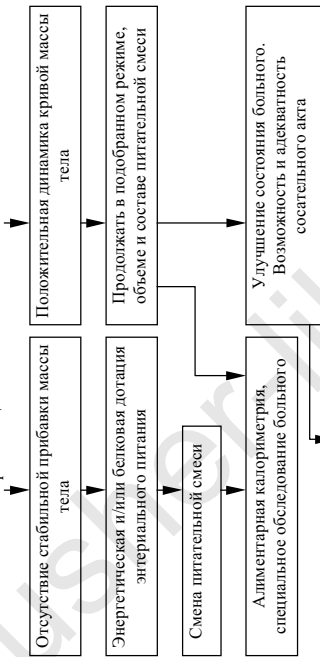 Отсутствие стабильной прибавки массы
тела
Положительная динамика кривой массы
тела
Энергетическая и/или белковая дотация
энтериального питания
Продолжать в подобранном режиме,
объеме и составе питательной смеси
Смена питательной смеси
Алиментарная калориметрия,
специальное обследование больного
Улучшение состояния больного.
Возможность и адекватность
сосательного акта